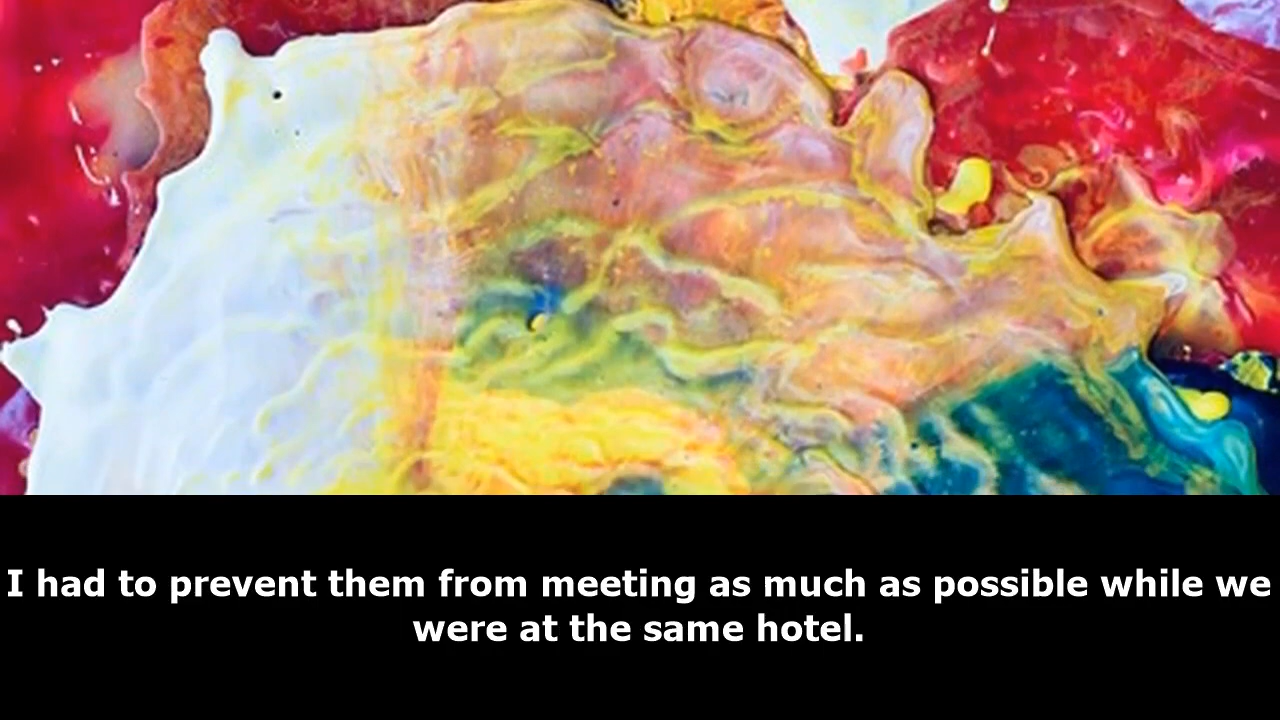 I had to prevent them from meeting as much as possible while we
were at the same hotel.